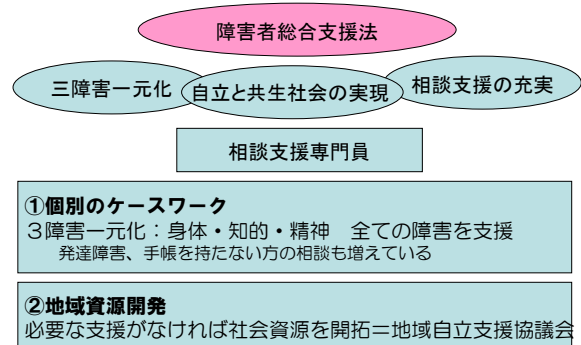 障害者総合支援法
三障害一元化
自立と共生社会の実現
相談支援の充実
相談支援専門員
①個別のケースワーク
３障害一元化：身体・知的・精神　全ての障害を支援
発達障害、手帳を持たない方の相談も増えている
②地域資源開発
必要な支援がなければ社会資源を開拓＝地域自立支援協議会